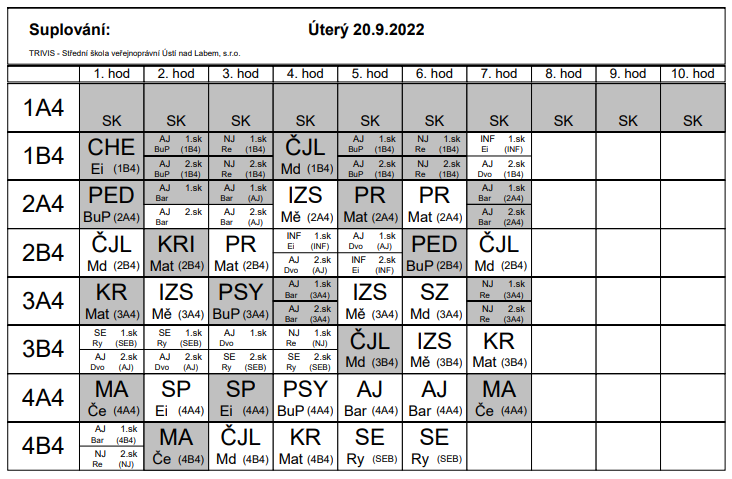 Suplování: Úterý 20.9.2022
TRIVIS - Střední škola veřejnoprávní Ústí nad Labem, s.r.o.
1. hod 2. hod 3. hod 4. hod 5. hod 6. hod 7. hod 8. hod 9. hod 10. hod
1A4 SK SK SK SK SK SK SK SK SK SK
1B4 CHE AJ 1.sk NJ 1.sk ČJL AJ 1.sk NJ 1.sk INF 1.sk
BuP (1B4) Re (1B4) BuP (1B4) Re (1B4) Ei (INF)
AJ 2.sk NJ 2.sk AJ 2.sk NJ 2.sk AJ 2.sk
Ei (1B4) BuP (1B4) Re (1B4) Md (1B4) BuP (1B4) Re (1B4) Dvo (1B4)
2A4 PED AJ 1.sk AJ 1.sk IZS PR PR AJ 1.sk
Bar Bar (AJ) Bar (2A4)
AJ 2.sk AJ 2.sk AJ 2.sk
BuP (2A4) Bar Bar (AJ) Mě (2A4) Mat (2A4) Mat (2A4) Bar (2A4)
2B4 ČJL KRI PR INF 1.sk AJ 1.sk PED ČJL
Ei (INF) Dvo (AJ)
AJ 2.sk INF 2.sk
Md (2B4) Mat (2B4) Mat (2B4) Dvo (AJ) Ei (INF) BuP (2B4) Md (2B4)
3A4 KR IZS PSY AJ 1.sk IZS SZ NJ 1.sk
Bar (3A4) Re (3A4)
AJ 2.sk NJ 2.sk
Mat (3A4) Mě (3A4) BuP (3A4) Bar (3A4) Mě (3A4) Md (3A4) Re (3A4)
3B4 SE 1.sk SE 1.sk AJ 1.sk NJ 1.sk ČJL IZS KR
Ry (SEB) Ry (SEB) Dvo Re (NJ)
AJ 2.sk AJ 2.sk SE 2.sk SE 2.sk
Dvo (AJ) Dvo (AJ) Ry (SEB) Ry (SEB) Md (3B4) Mě (3B4) Mat (3B4)
4A4 MA SP SP PSY AJ AJ MA
Če (4A4) Ei (4A4) Ei (4A4) BuP (4A4) Bar (4A4) Bar (4A4) Če (4A4)
4B4 AJ 1.sk MA ČJL KR SE SE
Bar (4B4)
NJ 2.sk
Re (NJ) Če (4B4) Md (4B4) Mat (4B4) Ry (SEB) Ry (SEB)